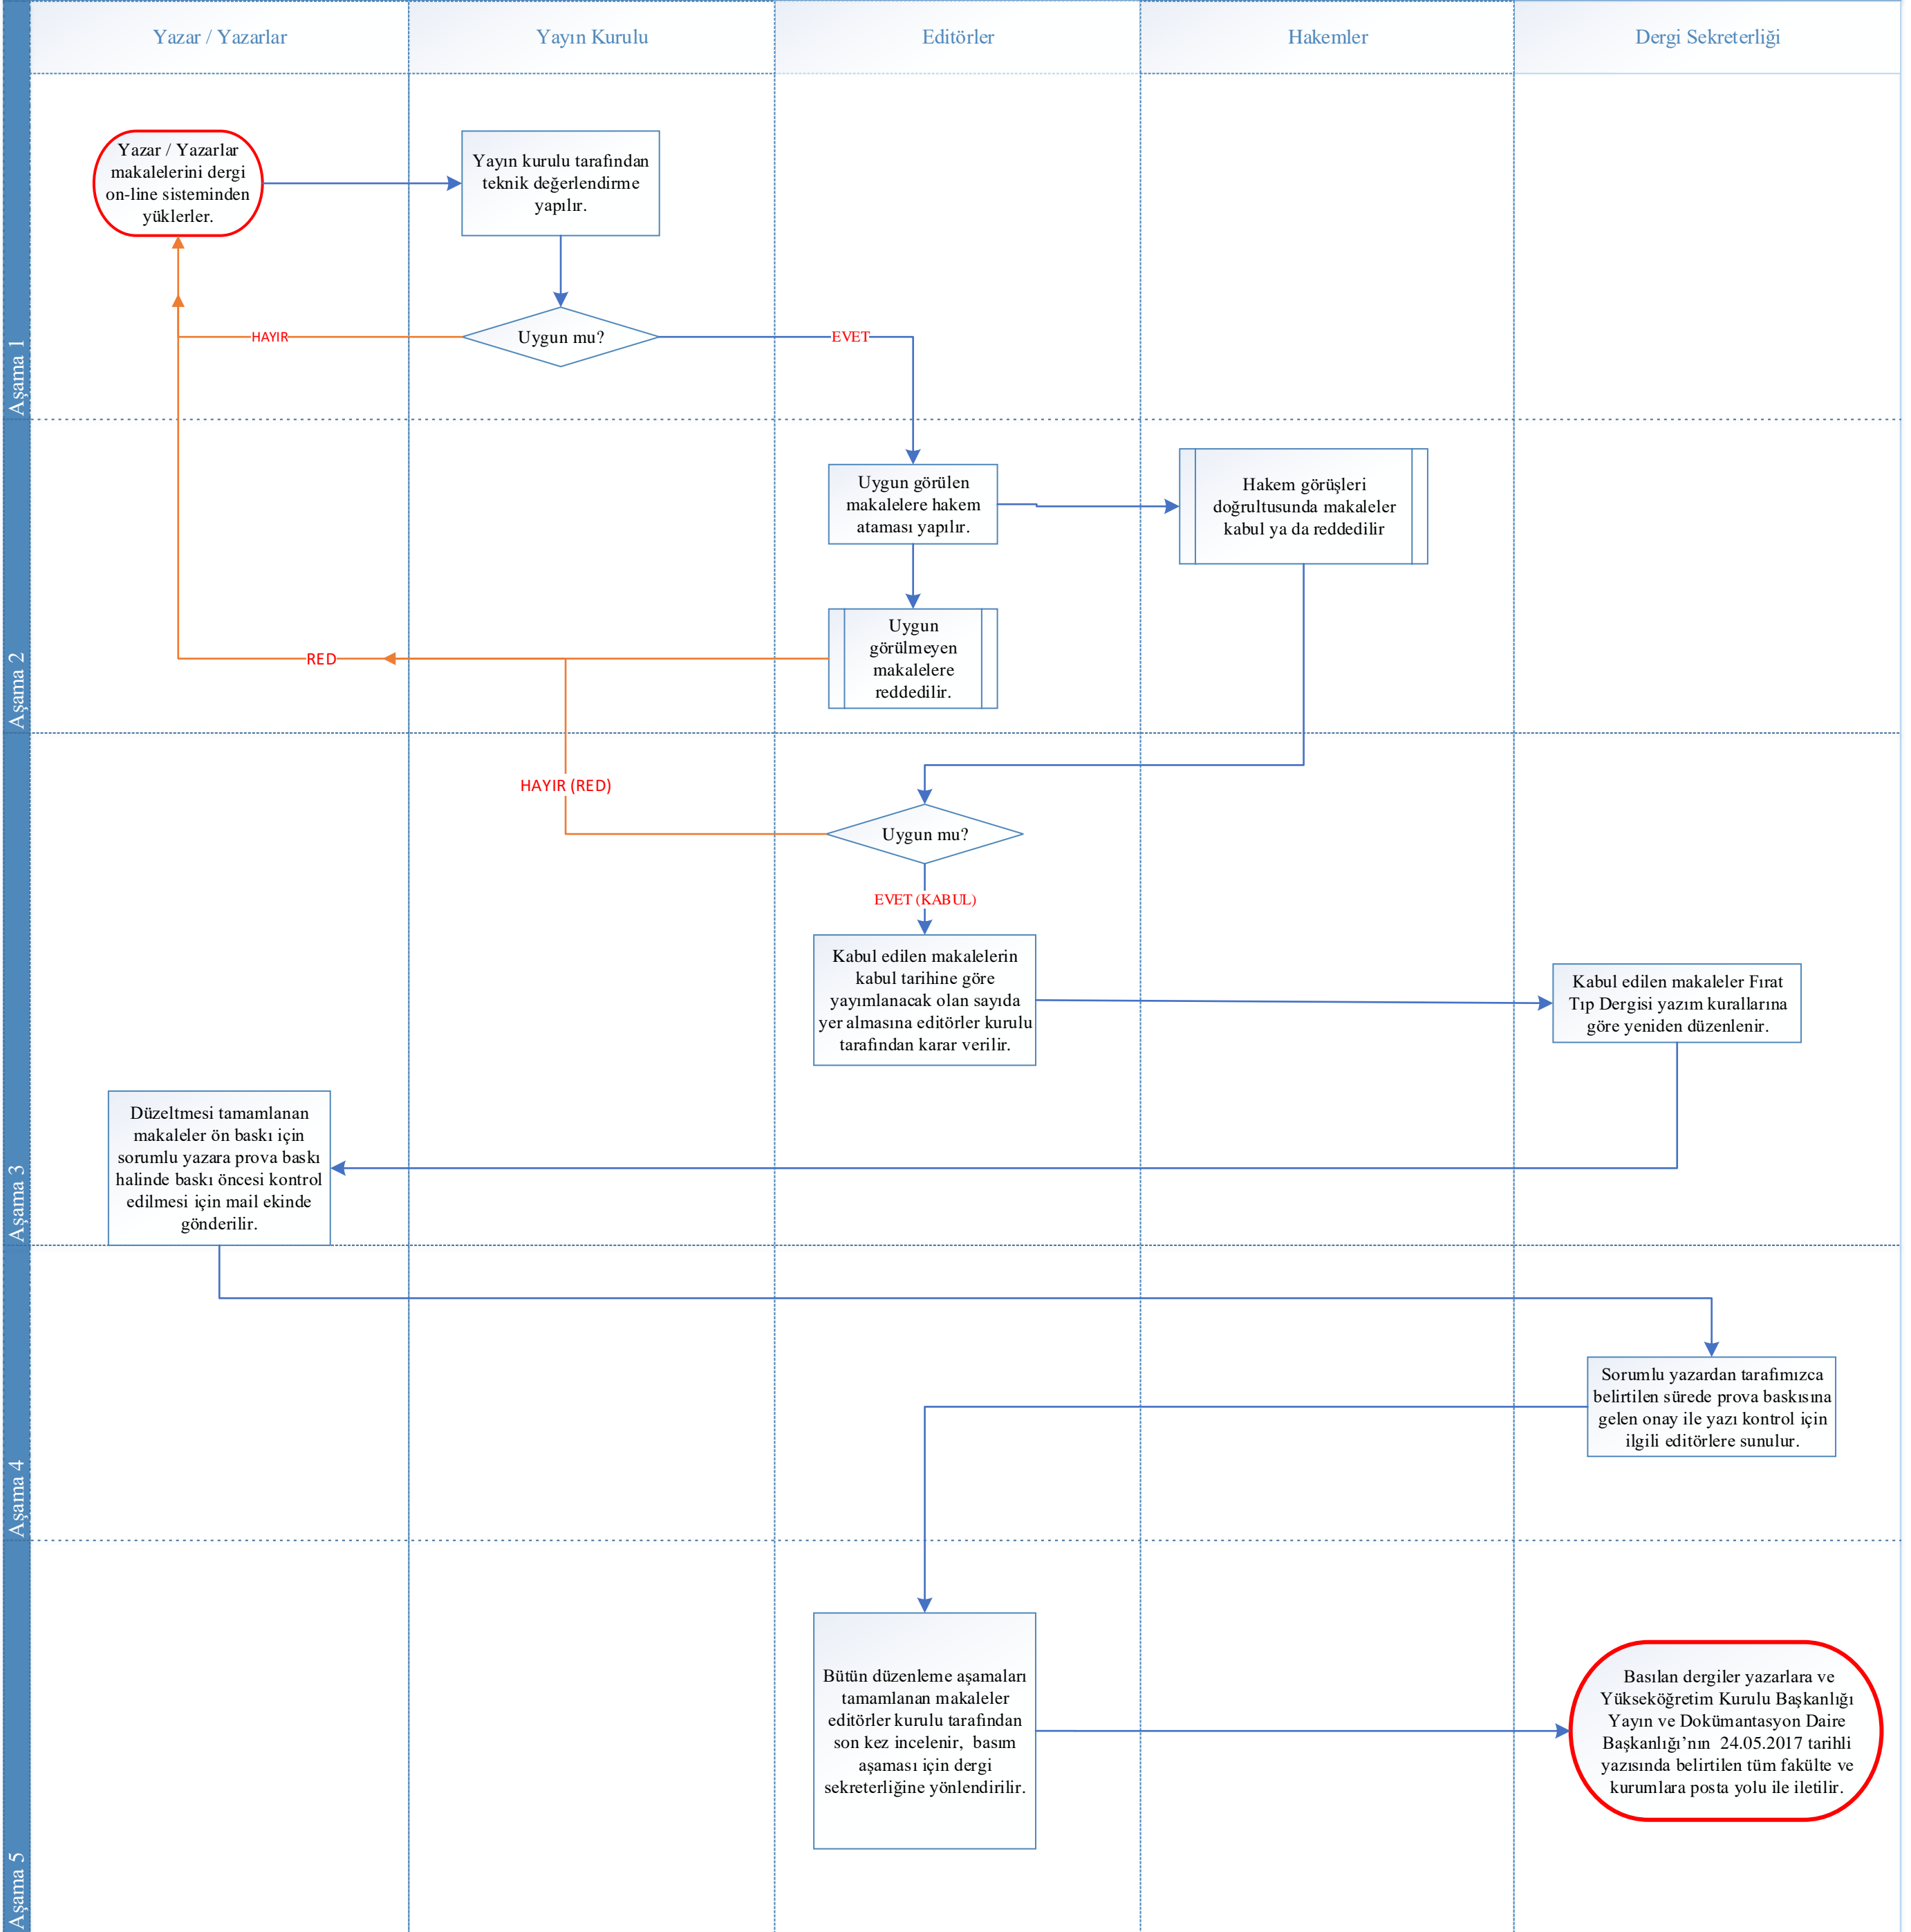 Yazar / Yazarlar
Yayın Kurulu
Editörler
Hakemler
Dergi Sekreterliği
Aşama 1
Yazar / Yazarlar
makalelerini dergi
on-line sisteminden
yüklerler.
Yayın kurulu tarafından
teknik değerlendirme
yapılır.
Uygun mu?
HAYIR
EVET
Aşama 2
Uygun görülen
makalelere hakem
ataması yapılır.
Hakem görüşleri
doğrultusunda makaleler
kabul ya da reddedilir
Uygun
görülmeyen
makalelere
reddedilir.
RED
Aşama 3
HAYIR (RED)
Uygun mu?
EVET (KABUL)
Kabul edilen makalelerin
kabul tarihine göre
yayımlanacak olan sayıda
yer almasına editörler kurulu
tarafından karar verilir.
Kabul edilen makaleler Fırat
Tıp Dergisi yazım kurallarına
göre yeniden düzenlenir.
Düzeltmesi tamamlanan
makaleler ön baskı için
sorumlu yazara prova baskı
halinde baskı öncesi kontrol
edilmesi için mail ekinde
gönderilir.
Aşama 4
Sorumlu yazardan tarafımızca
belirtilen sürede prova baskısına
gelen onay ile yazı kontrol için
ilgili editörlere sunulur.
Aşama 5
Bütün düzenleme aşamaları
tamamlanan makaleler
editörler kurulu tarafından
son kez incelenir,  basım
aşaması için dergi
sekreterliğine yönlendirilir.
Basılan dergiler yazarlara ve
Yükseköğretim Kurulu Başkanlığı
Yayın ve Dokümantasyon Daire
Başkanlığı’nın  24.05.2017 tarihli
yazısında belirtilen tüm fakülte ve
kurumlara posta yolu ile iletilir.